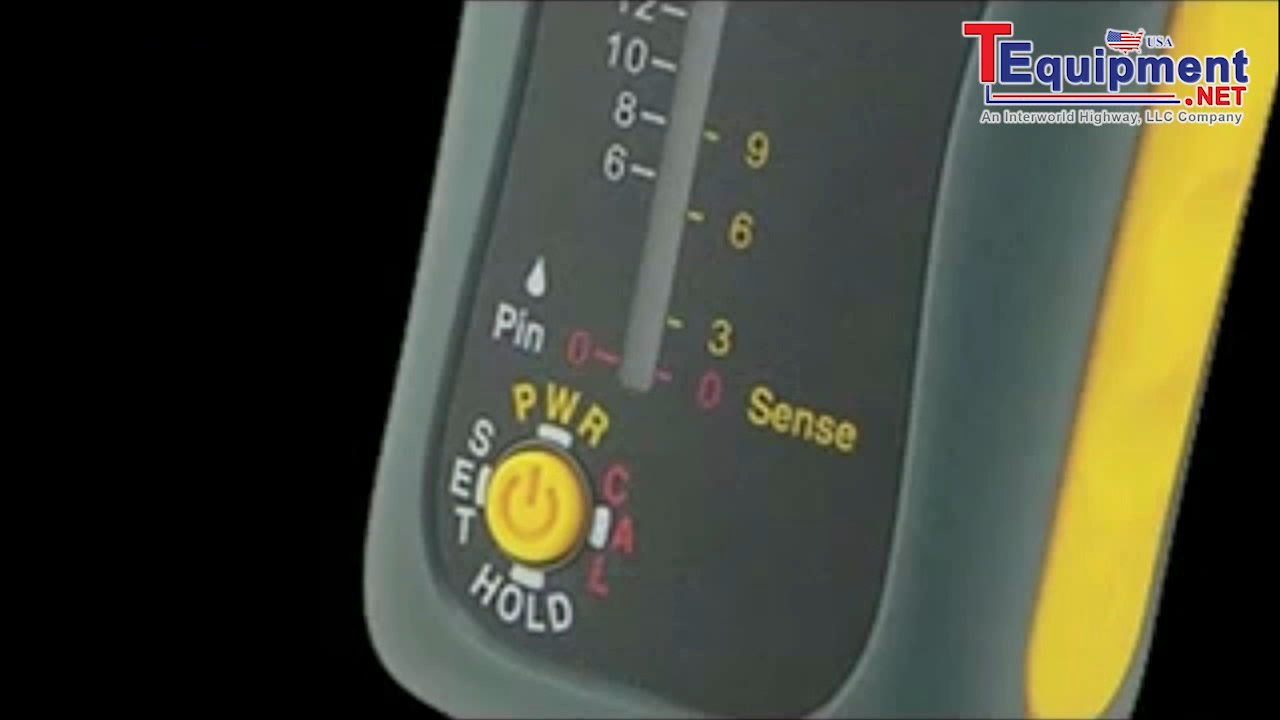 TEquipment
USA
.NET
An Interworld Highway, LLC Company
12
10
8
6
9
6
3
Pin
0
0
Sense
PWR
SET
CAL
HOLD